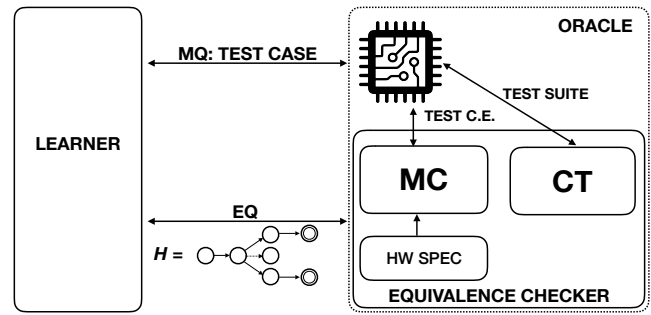 ORACLE
MQ: TEST CASE
TEST SUITE
TEST C.E.
LEARNER
MC
CT
EQ
H =
HW SPEC
EQUIVALENCE CHECKER